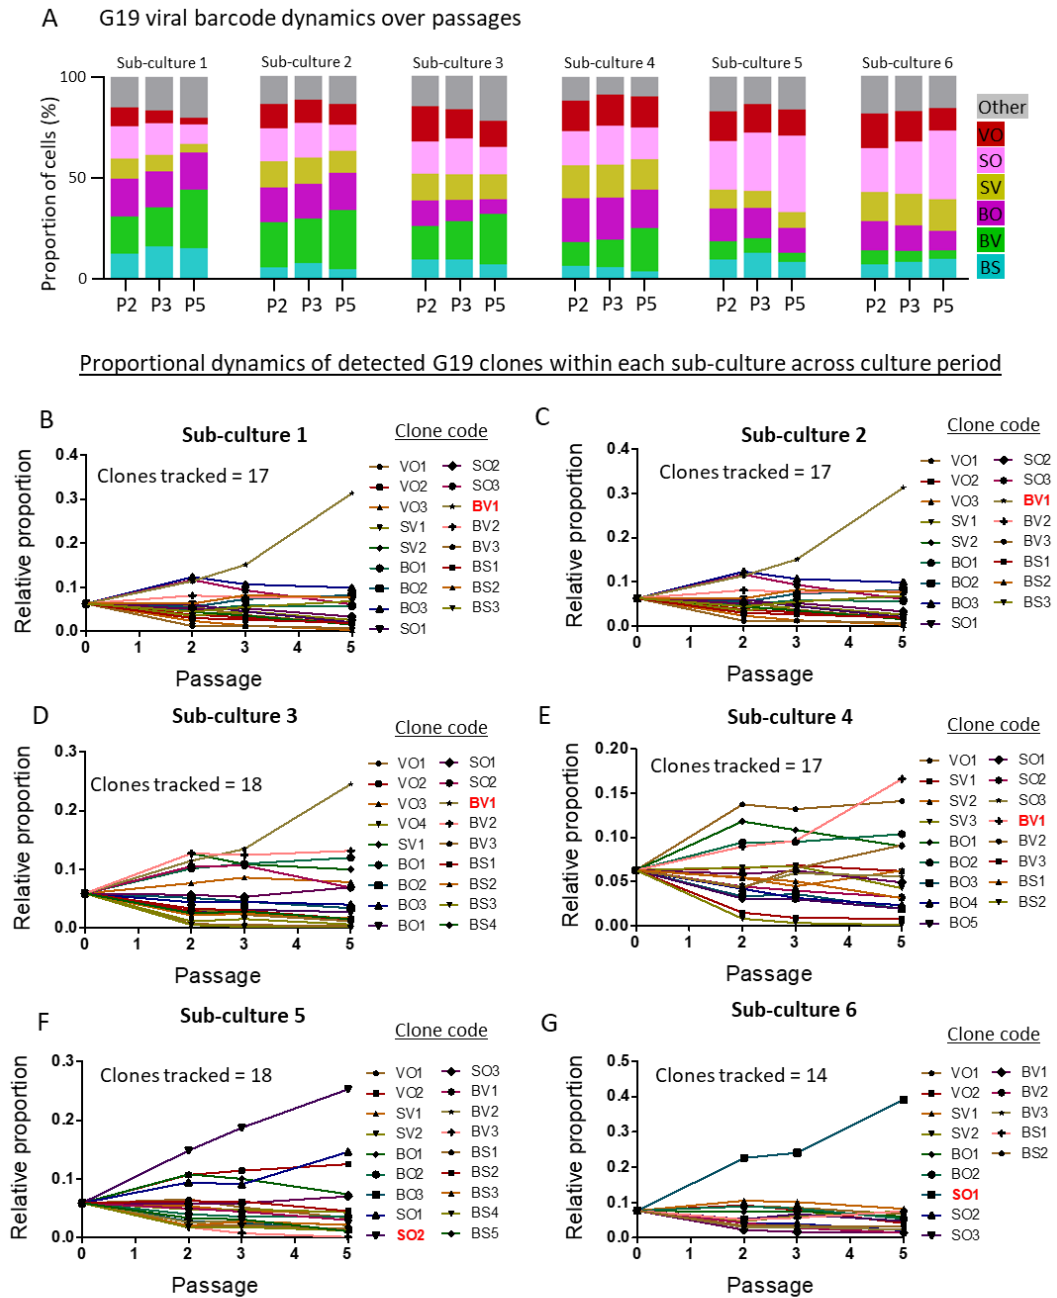 A G19 viral barcode dynamics over passages
Sub-culture 1 Sub-culture 2 Sub-culture 3 Sub-culture 4 Sub-culture 5 Sub-culture 6
Proportion of cells (%)
100
50
0
P2 P3 P5 P2 P3 P5 P2 P3 P5 P2 P3 P5 P2 P3 P5 P2 P3 P5
Other
VO
SO
SV
BO
BV
BS
Proportional dynamics of detected G19 clones within each sub-culture across culture period
B
Sub-culture 1
Clones tracked = 17
Relative proportion
0.4
0.3
0.2
0.1
0.0
0 1 2 3 4 5
Passage
Clone code
VO1 SO2
VO2 SO3
VO3 BV1
SV1 BV2
SV2 BV3
BO1 BS1
BO2 BS2
BO3 BS3
SO1
C
Sub-culture 2
Clones tracked = 17
Relative proportion
0.4
0.3
0.2
0.1
0.0
0 1 2 3 4 5
Passage
Clone code
VO1 SO2
VO2 SO3
VO3 BV1
SV1 BV2
SV2 BV3
BO1 BS1
BO2 BS2
BO3 BS3
SO1
D
Sub-culture 3
Clones tracked = 18
Relative proportion
0.3
0.2
0.1
0.0
0 1 2 3 4 5
Passage
Clone code
VO1 SO1
VO2 SO2
VO3 BV1
VO4 BV2
SV1 BV3
BO1 BS1
BO2 BS2
BO3 BS3
BO1 BS4
E
Sub-culture 4
Clones tracked = 17
Relative proportion
0.20
0.15
0.10
0.05
0.00
0 1 2 3 4 5
Passage
Clone code
VO1 SO1
SV1 SO2
SV2 SO3
SV3 BV1
BO1 BV2
BO2 BV3
BO3 BS1
BO4 BS2
BO5
F
Sub-culture 5
Clones tracked = 18
Relative proportion
0.3
0.2
0.1
0.0
0 1 2 3 4 5
Passage
Clone code
VO1 SO3
VO2 BV1
SV1 BV2
SV2 BV3
BO1 BS1
BO2 BS2
BO3 BS3
SO1 BS4
SO2 BS5
G
Sub-culture 6
Clones tracked = 14
Relative proportion
0.5
0.4
0.3
0.2
0.1
0.0
0 1 2 3 4 5
Passage
Clone code
VO1 BV1
VO2 BV2
SV1 BV3
SV2 BS1
BO1 BS2
BO2
SO1
SO2
SO3